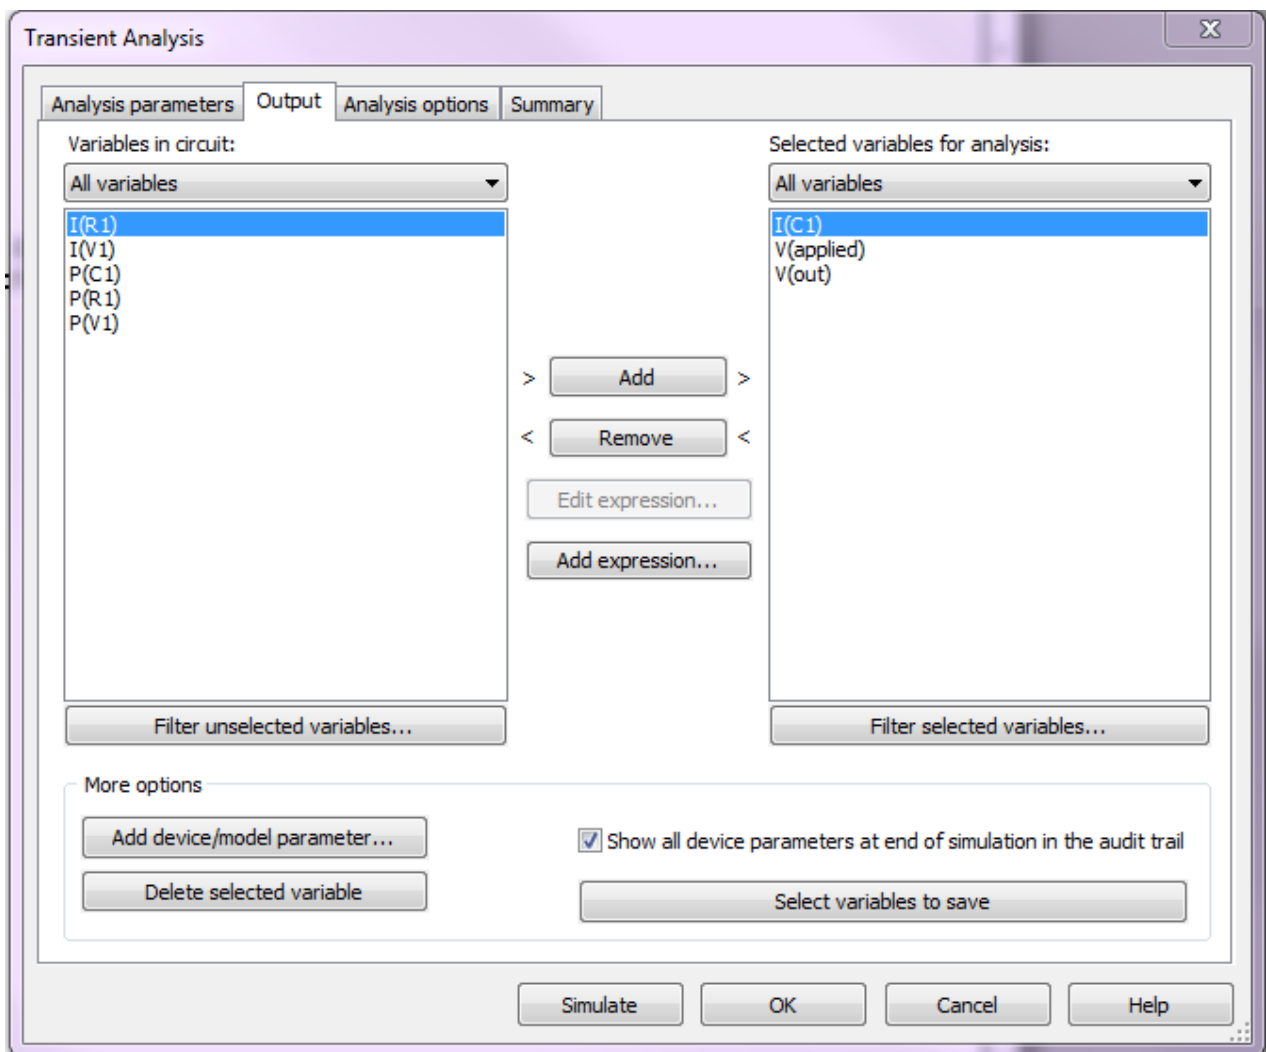 Transient Analysis
X
Analysis parameters Output Analysis options Summary
Variables in circuit:
Selected variables for analysis:
All variables
All variables
I(R1)
I(V1)
P(C1)
P(R1)
P(V1)
I(C1)
V(applied)
V(out)
> Add >
< Remove <
Edit expression...
Add expression...
Filter unselected variables...
Filter selected variables...
More options
Add device/model parameter...
Show all device parameters at end of simulation in the audit trail
Delete selected variable
Select variables to save
Simulate OK Cancel Help